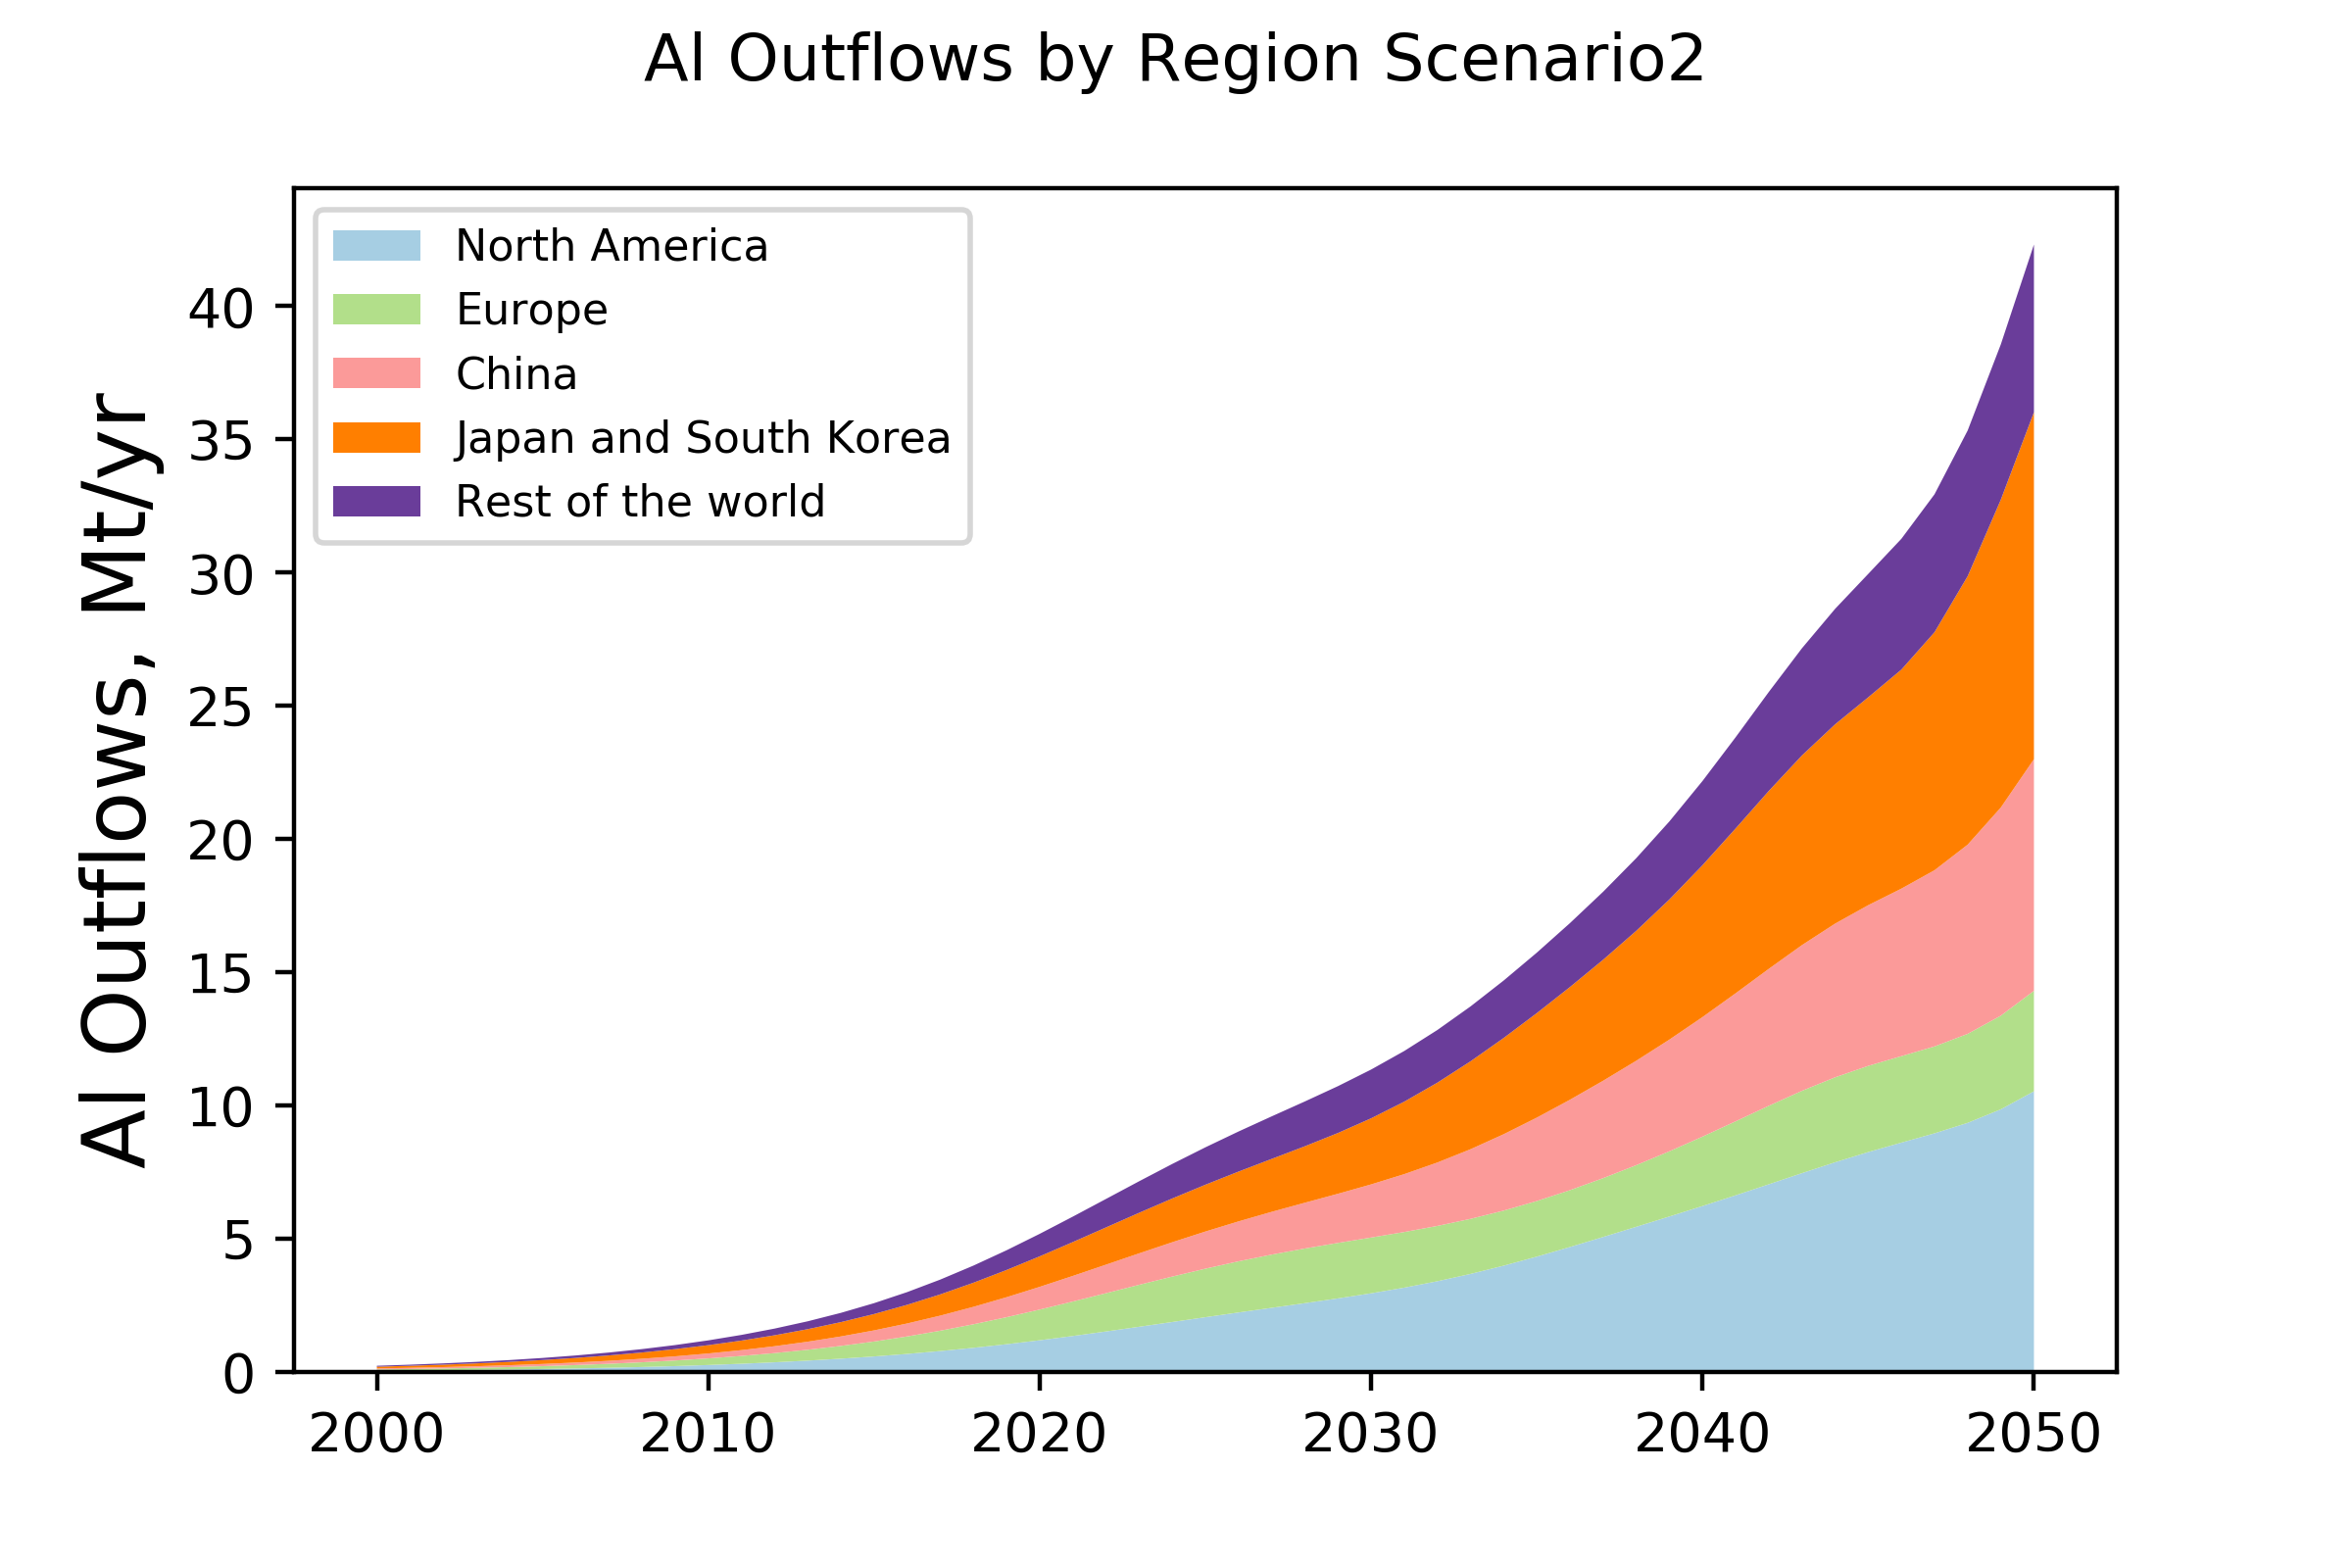 Al Outflows by Region Scenario2
North America
Europe
China
Japan and South Korea
Rest of the world
Al Outflows, Mt/yr
40
35
30
25
20
15
10
5
0
2000 2010 2020 2030 2040 2050